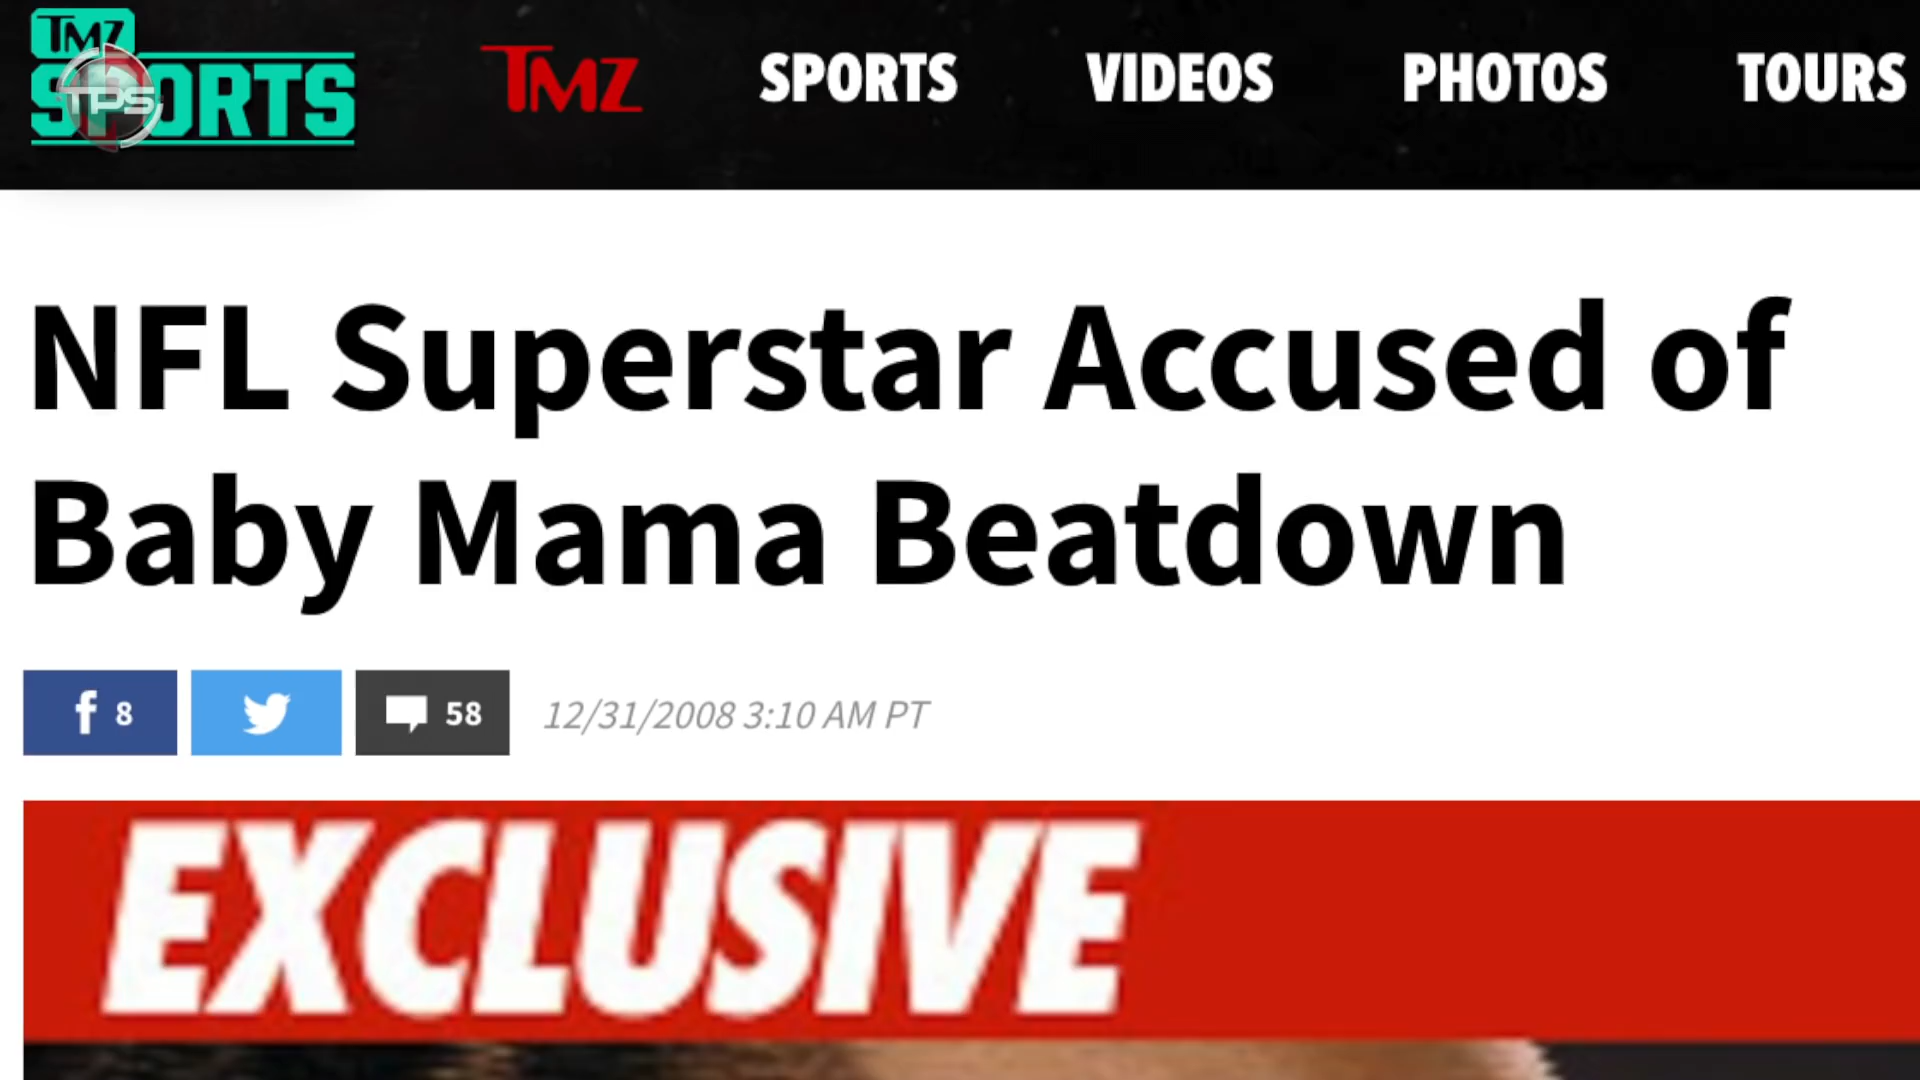 TMZ
SPORTS
TPS
TMZ SPORTS VIDEOS PHOTOS TOURS
NFL Superstar Accused of
Baby Mama Beatdown
f 8 58 12/31/2008 3:10 AM PT
EXCLUSIVE